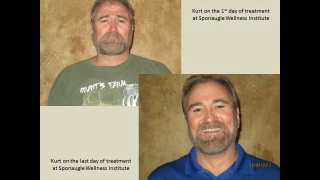 Kurt on the 1st day of treatment
at Sponaugle Wellness Institute
Kurt on the last day of treatment
at Sponaugle Wellness Institute